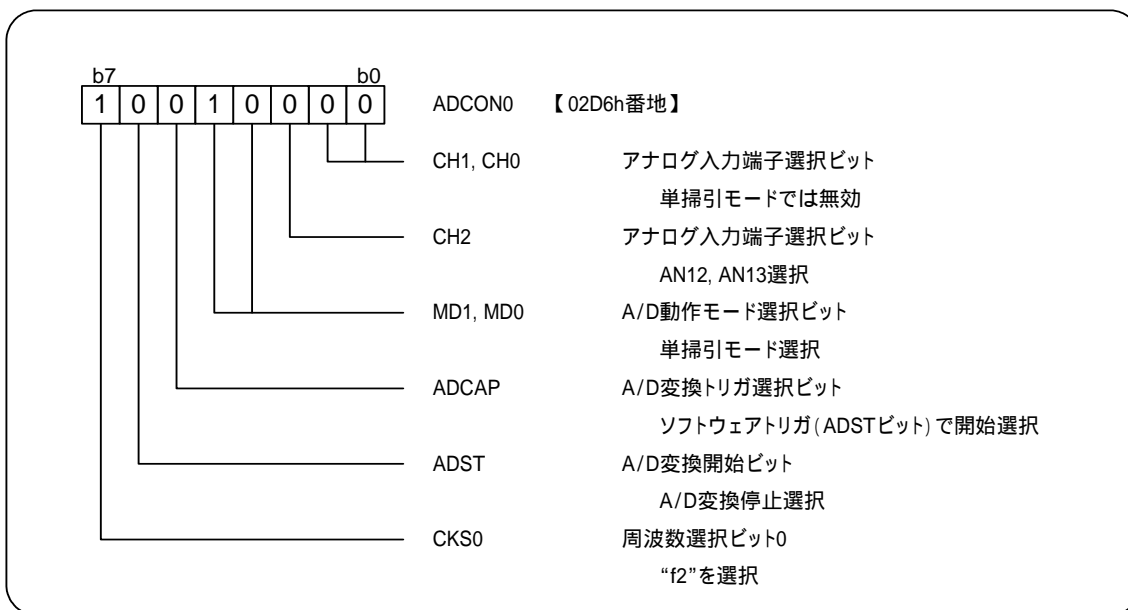 b7 b0
1 0 0 1 0 0 0 0 ADCON0 【02D6h番地】
CH1, CH0 アナログ入力端子選択ビット
単掃引モードでは無効
CH2 アナログ入力端子選択ビット
AN12, AN13選択
MD1, MD0 A/D動作モード選択ビット
単掃引モード選択
ADCAP A/D変換トリガ選択ビット
ソフトウェアトリガ(ADSTビット)で開始選択
ADST A/D変換開始ビット
A/D変換停止選択
CKS0 周波数選択ビット0
“f2”を選択